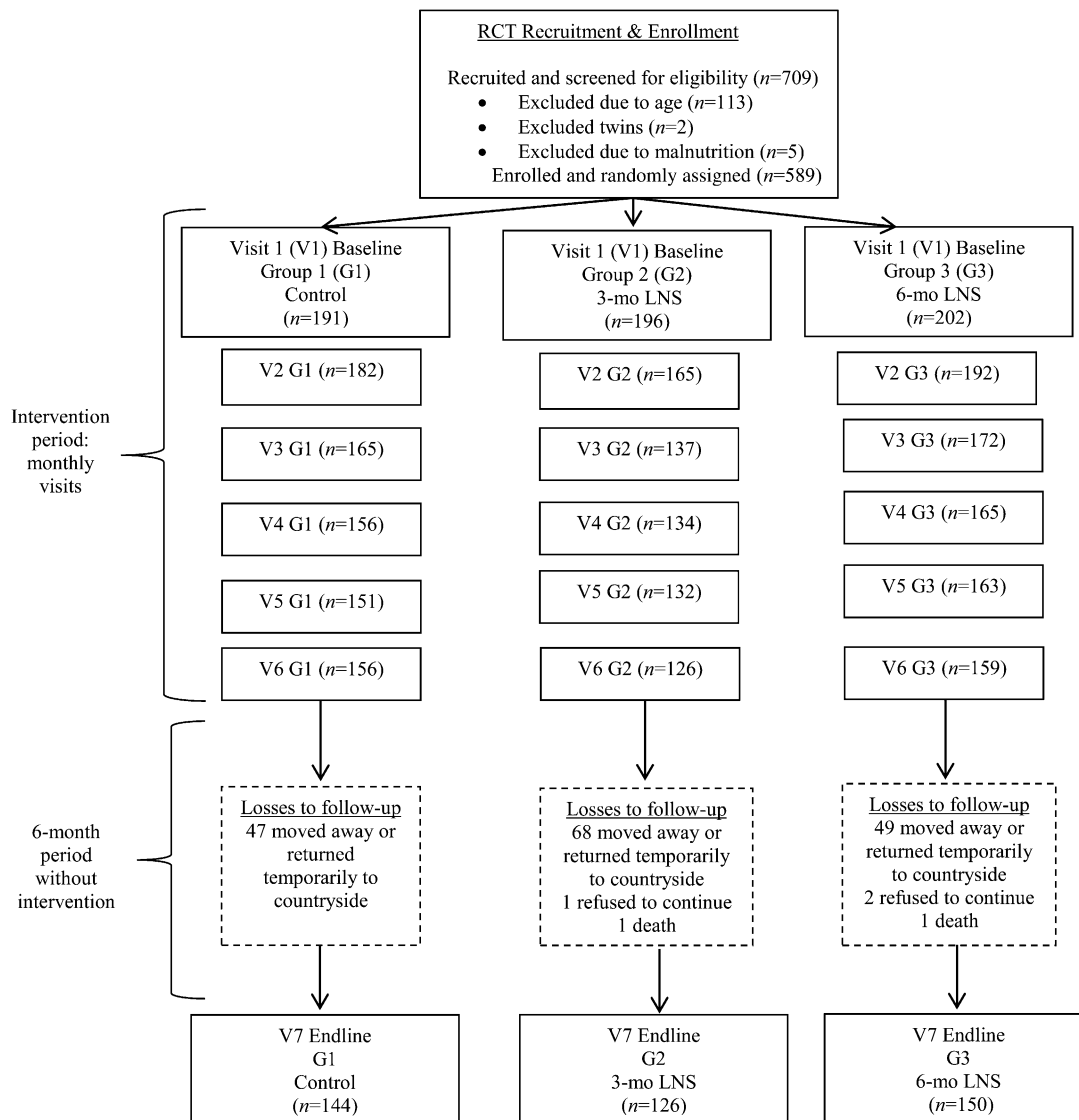 RCT Recruitment & Enrollment
Recruited and screened for eligibility (n=709)
• Excluded due to age (n=113)
• Excluded twins (n=2)
• Excluded due to malnutrition (n=5)
Enrolled and randomly assigned (n=589)
Visit 1 (V1) Baseline
Group 1 (G1)
Control
(n=191)
Visit 1 (V1) Baseline
Group 2 (G2)
3-mo LNS
(n=196)
Visit 1 (V1) Baseline
Group 3 (G3)
6-mo LNS
(n=202)
Intervention
period:
monthly
visits
V2 G1 (n=182)
V2 G2 (n=165)
V2 G3 (n=192)
V3 G1 (n=165)
V3 G2 (n=137)
V3 G3 (n=172)
V4 G1 (n=156)
V4 G2 (n=134)
V4 G3 (n=165)
V5 G1 (n=151)
V5 G2 (n=132)
V5 G3 (n=163)
V6 G1 (n=156)
V6 G2 (n=126)
V6 G3 (n=159)
6-month
period
without
intervention
Losses to follow-up
47 moved away or
returned
temporarily to
countryside
Losses to follow-up
68 moved away or
returned temporarily
to countryside
1 refused to continue
1 death
Losses to follow-up
49 moved away or
returned temporarily
to countryside
2 refused to continue
1 death
V7 Endline
G1
Control
(n=144)
V7 Endline
G2
3-mo LNS
(n=126)
V7 Endline
G3
6-mo LNS
(n=150)